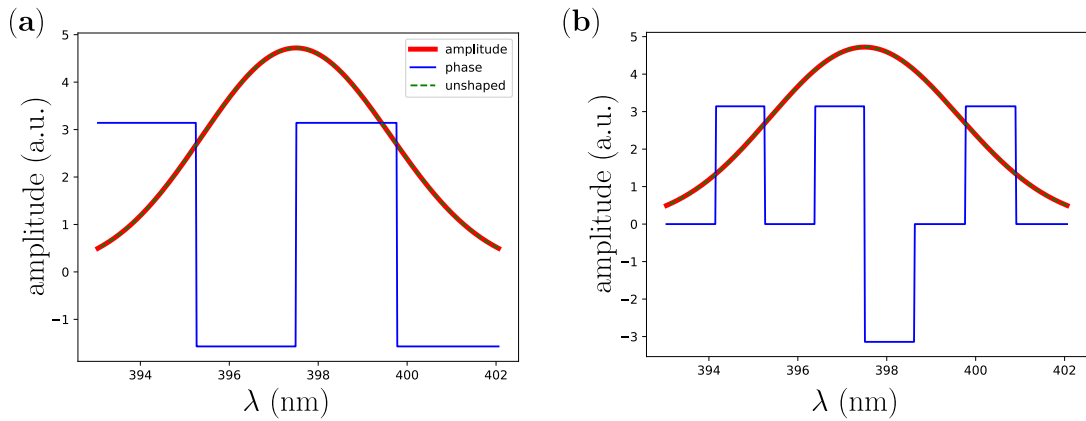 (a)
amplitude
phase
unshaped
5
4
3
2
1
0
−1
amplitude (a.u.)
394 396 398 400 402
λ (nm)
(b)
5
4
3
2
1
0
−1
−2
−3
amplitude (a.u.)
394 396 398 400 402
λ (nm)